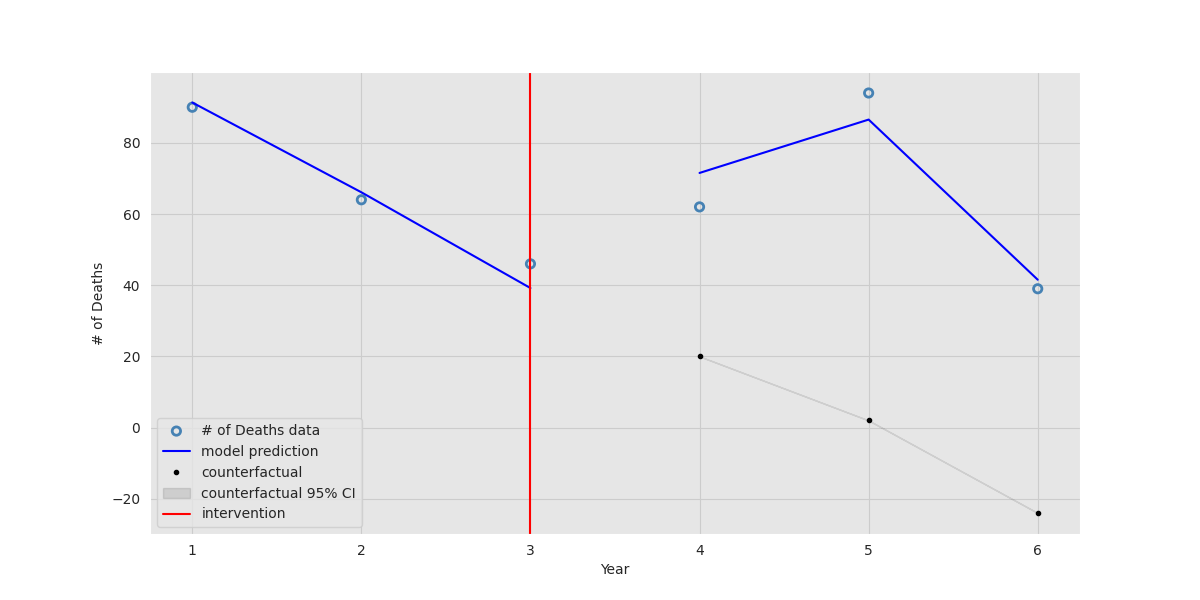 80
60
40
20
0
−20
# of Deaths
# of Deaths data
model prediction
counterfactual
counterfactual 95% CI
intervention
1 2 3 4 5 6
Year